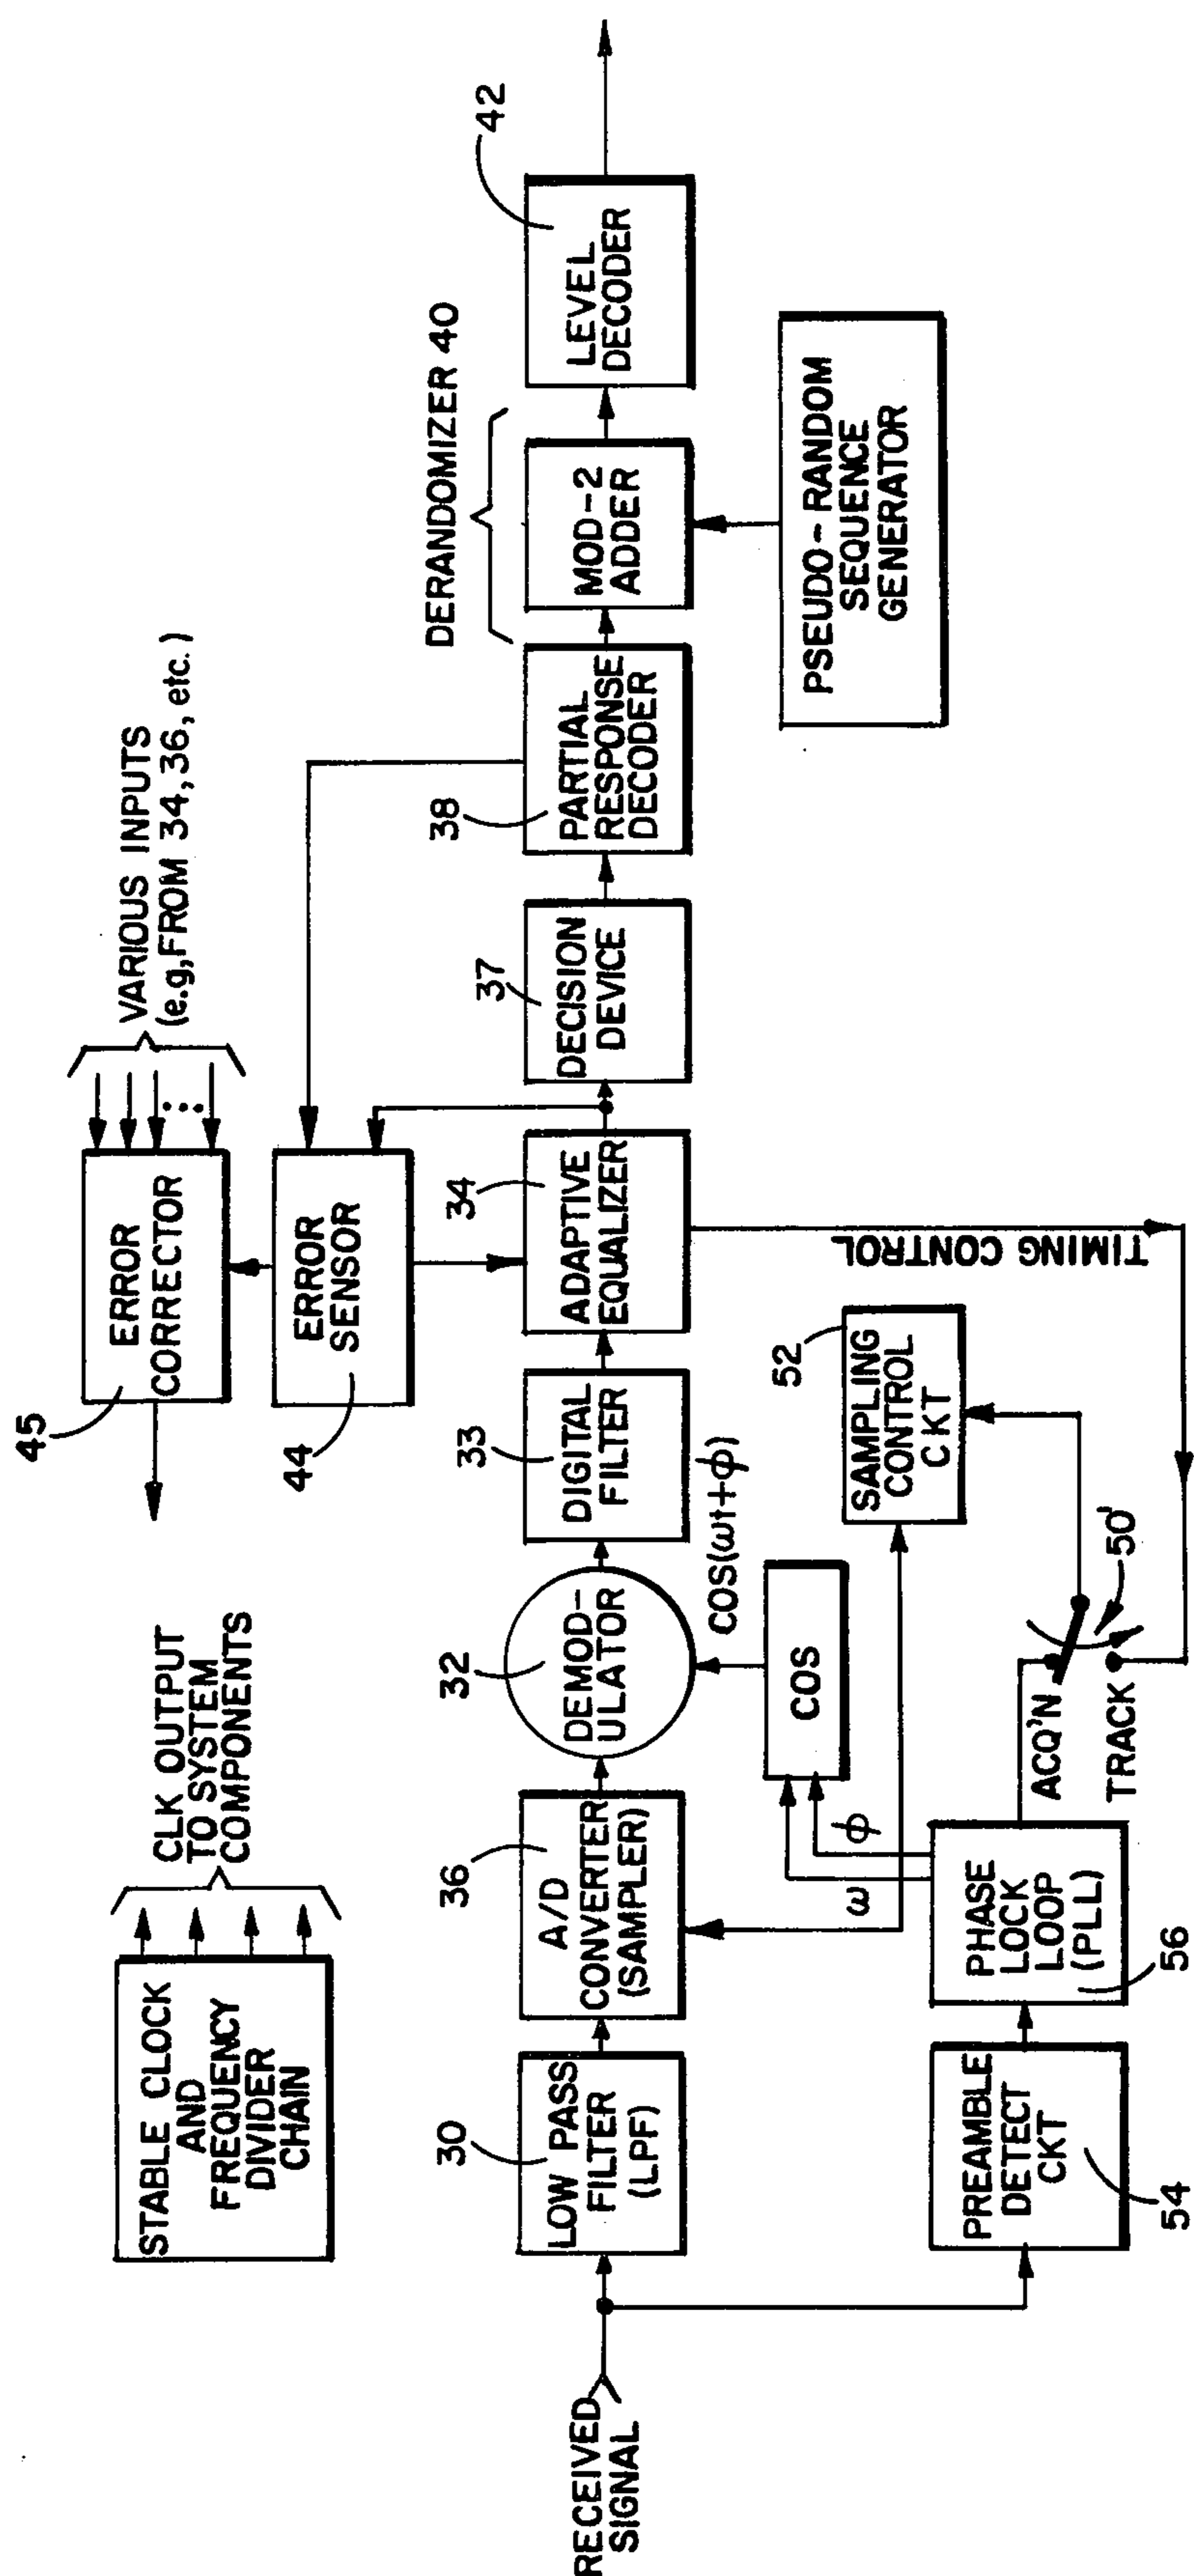 STABLE CLOCK
AND
FREQUENCY
DIVIDER
CHAIN
CLK OUTPUT
TO SYSTEM
COMPONENTS
45
ERROR
CORRECTOR
VARIOUS INPUTS
(e.g, FROM 34, 36, etc.)
44
ERROR
SENSOR
RECEIVED
SIGNAL
30
LOW PASS
FILTER
(LPF)
36
A/D
CONVERTER
(SAMPLER)
32
DEMOD-
ULATOR
33
DIGITAL
FILTER
34
ADAPTIVE
EQUALIZER
37
DECISION
DEVICE
38
PARTIAL
RESPONSE
DECODER
DERANDOMIZER 40
MOD-2
ADDER
LEVEL
DECODER
42
COS(ωt+ϕ)
COS
ω
ϕ
52
SAMPLING
CONTROL
CKT
TIMING CONTROL
PSEUDO-RANDOM
SEQUENCE
GENERATOR
PREAMBLE
DETECT
CKT
54
PHASE
LOCK
LOOP
(PLL)
56
ACQ'N
TRACK
50'